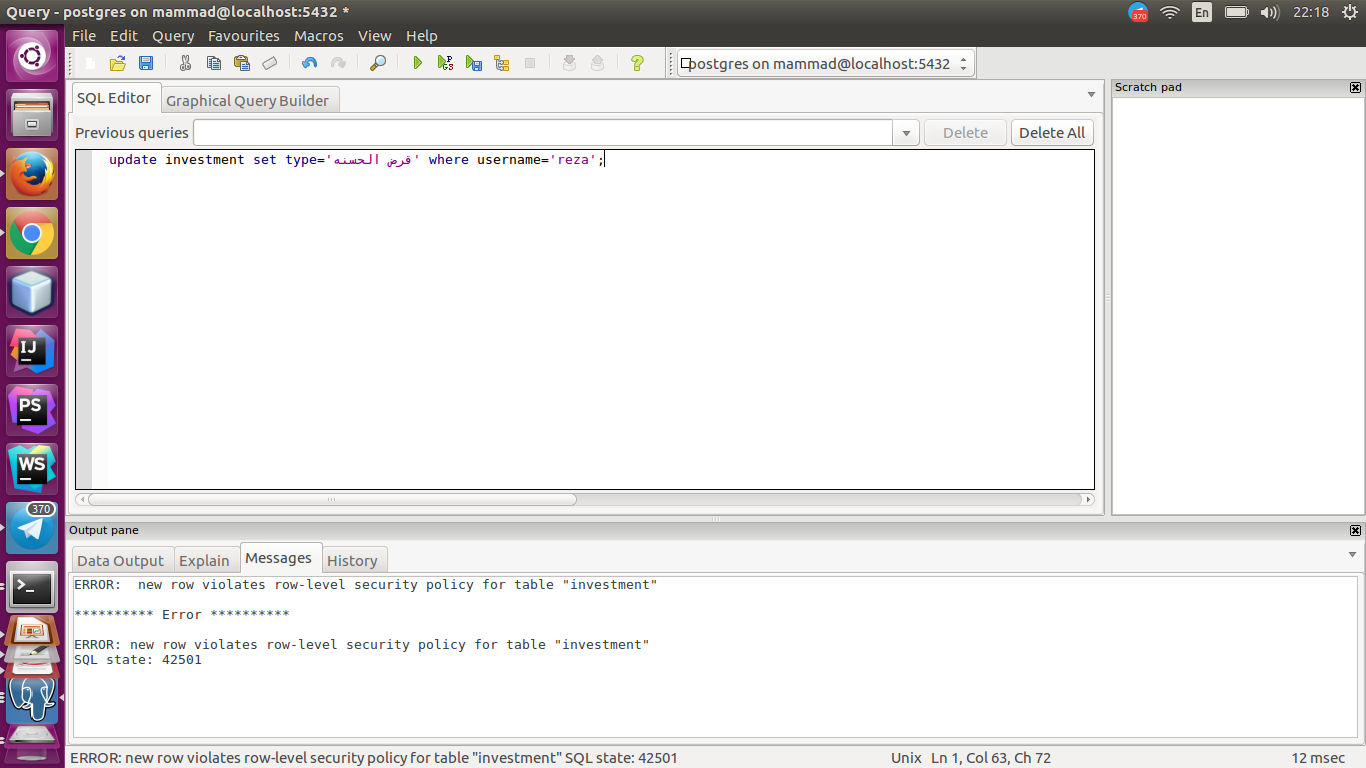 Query - postgres on mammad@localhost:5432 *
370
En
22:18
File Edit Query Favourites Macros View Help
postgres on mammad@localhost:5432
SQL Editor
Graphical Query Builder
Scratch pad
Previous queries
Delete
Delete All
update investment set type='قرض الحسنه' where username='reza';
IJ
PS
WS
370
Output pane
Data Output
Explain
Messages
History
ERROR:  new row violates row-level security policy for table "investment"
********** Error **********
ERROR: new row violates row-level security policy for table "investment"
SQL state: 42501
ERROR: new row violates row-level security policy for table "investment" SQL state: 42501
Unix
Ln 1, Col 63, Ch 72
12 msec